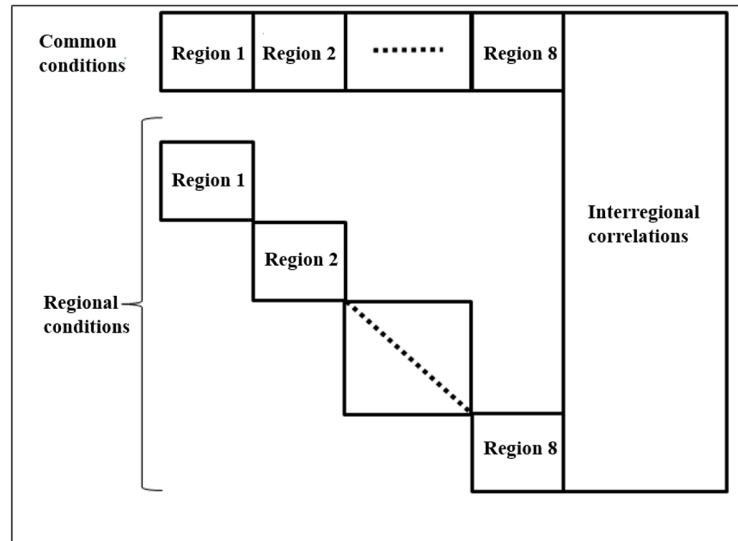 Common
conditions
Region 1
Region 2
Region 8
Region 1
Region 2
Interregional
correlations
Regional
conditions
Region 8